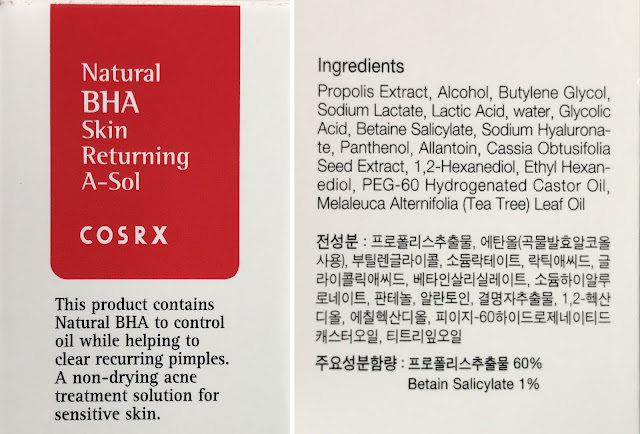 Natural
BHA
Skin
Returning
A-Sol
COSRX
This product contains
Natural BHA to control
oil while helping to
clear recurring pimples.
A non-drying acne
treatment solution for
sensitive skin.
Ingredients
Propolis Extract, Alcohol, Butylene Glycol,
Sodium Lactate, Lactic Acid, water, Glycolic
Acid, Betaine Salicylate, Sodium Hyalurona-
te, Panthenol, Allantoin, Cassia Obtusifolia
Seed Extract, 1,2-Hexanediol, Ethyl Hexan-
ediol, PEG-60 Hydrogenated Castor Oil,
Melaleuca Alternifolia (Tea Tree) Leaf Oil
전성분 : 프로폴리스추출물, 에탄올(곡물발효알코올
사용), 부틸렌글라이콜, 소듐락테이트, 락틱애씨드, 글
라이콜릭애씨드, 베타인살리실레이트, 소듐하이알루
로네이트, 판테놀, 알란토인, 결명자추출물, 1,2-헥산
디올, 에칠헥산디올, 피이지-60하이드로제네이티드
캐스터오일, 티트리잎오일
주요성분함량 : 프로폴리스추출물 60%
Betain Salicylate 1%